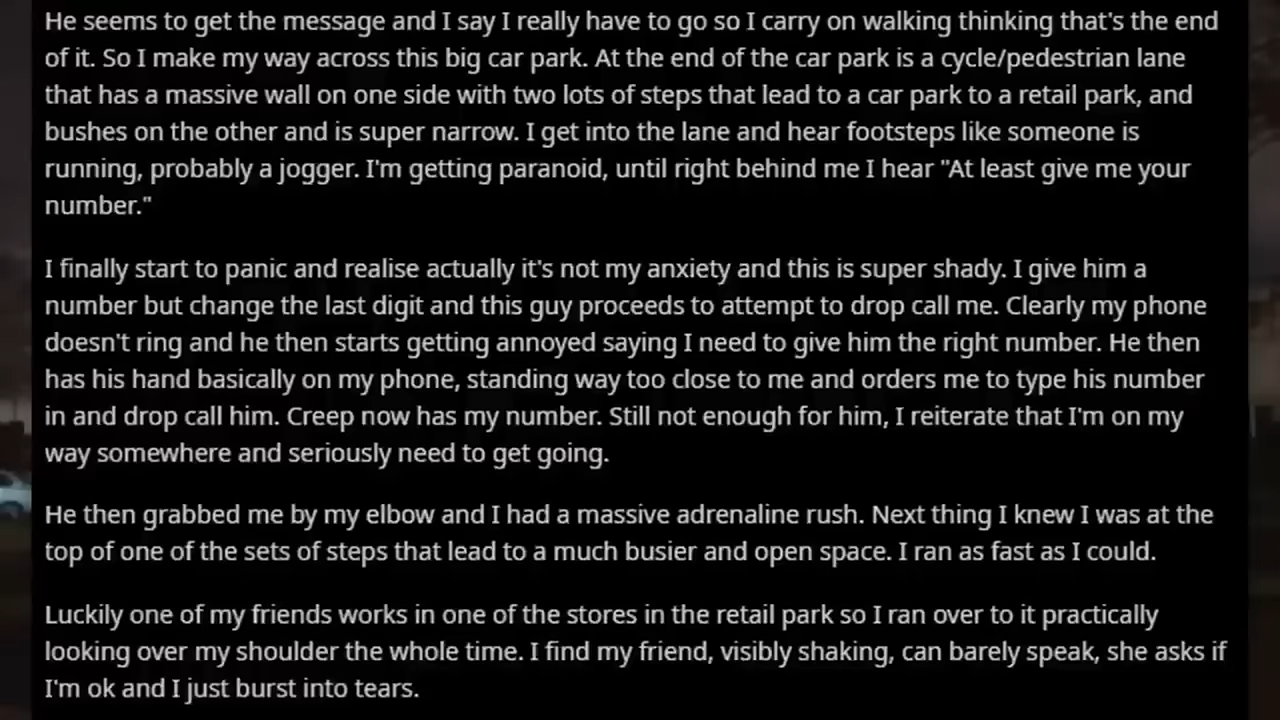 He seems to get the message and I say I really have to go so I carry on walking thinking that's the end
of it. So I make my way across this big car park. At the end of the car park is a cycle/pedestrian lane
that has a massive wall on one side with two lots of steps that lead to a car park to a retail park, and
bushes on the other and is super narrow. I get into the lane and hear footsteps like someone is
running, probably a jogger. I'm getting paranoid, until right behind me I hear "At least give me your
number."
I finally start to panic and realise actually it's not my anxiety and this is super shady. I give him a
number but change the last digit and this guy proceeds to attempt to drop call me. Clearly my phone
doesn't ring and he then starts getting annoyed saying I need to give him the right number. He then
has his hand basically on my phone, standing way too close to me and orders me to type his number
in and drop call him. Creep now has my number. Still not enough for him, I reiterate that I'm on my
way somewhere and seriously need to get going.
He then grabbed me by my elbow and I had a massive adrenaline rush. Next thing I knew I was at the
top of one of the sets of steps that lead to a much busier and open space. I ran as fast as I could.
Luckily one of my friends works in one of the stores in the retail park so I ran over to it practically
looking over my shoulder the whole time. I find my friend, visibly shaking, can barely speak, she asks if
I'm ok and I just burst into tears.